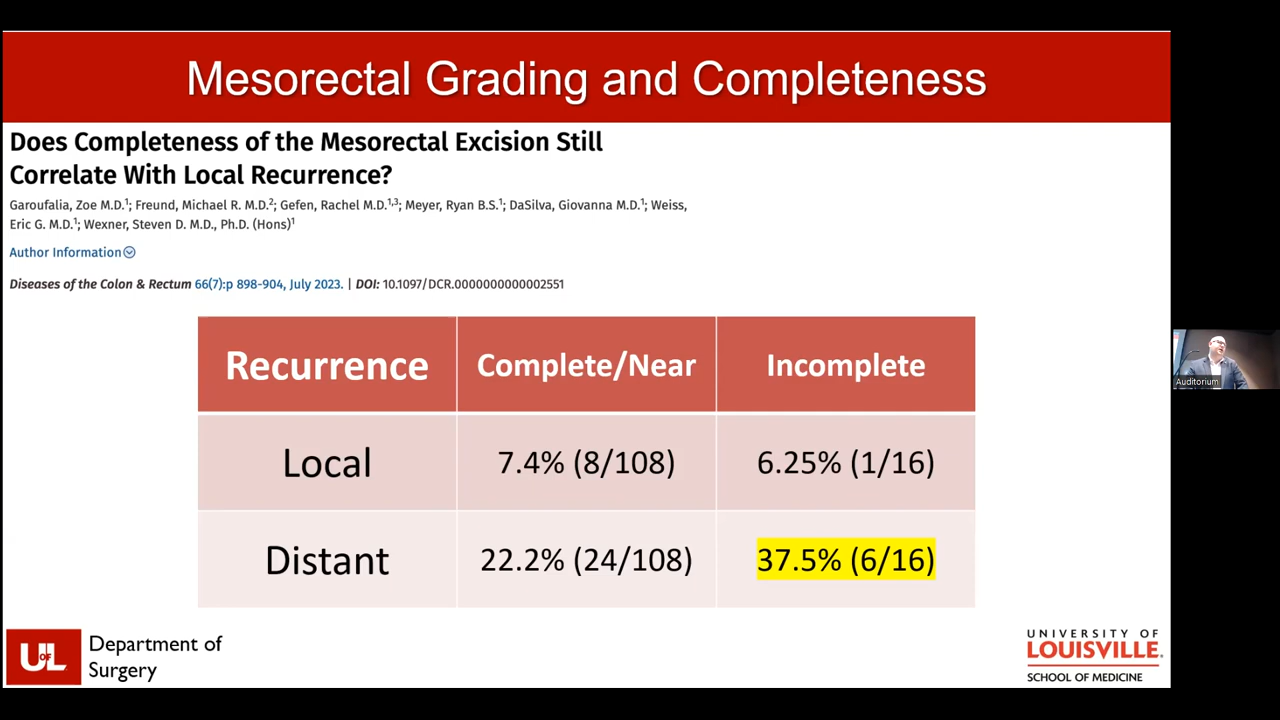 Mesorectal Grading and Completeness
Does Completeness of the Mesorectal Excision Still
Correlate With Local Recurrence?
Garoufalia, Zoe M.D.1; Freund, Michael R. M.D.2; Gefen, Rachel M.D.1,3; Meyer, Ryan B.S.1; DaSilva, Giovanna M.D.1; Weiss,
Eric G. M.D.1; Wexner, Steven D. M.D., Ph.D. (Hons)1
Author Information
Diseases of the Colon & Rectum 66(7):p 898-904, July 2023. | DOI: 10.1097/DCR.0000000000002551
Recurrence Complete/Near Incomplete
Local 7.4% (8/108) 6.25% (1/16)
Distant 22.2% (24/108) 37.5% (6/16)
UofL
Department of
Surgery
UNIVERSITY OF
LOUISVILLE.
SCHOOL OF MEDICINE
Auditorium